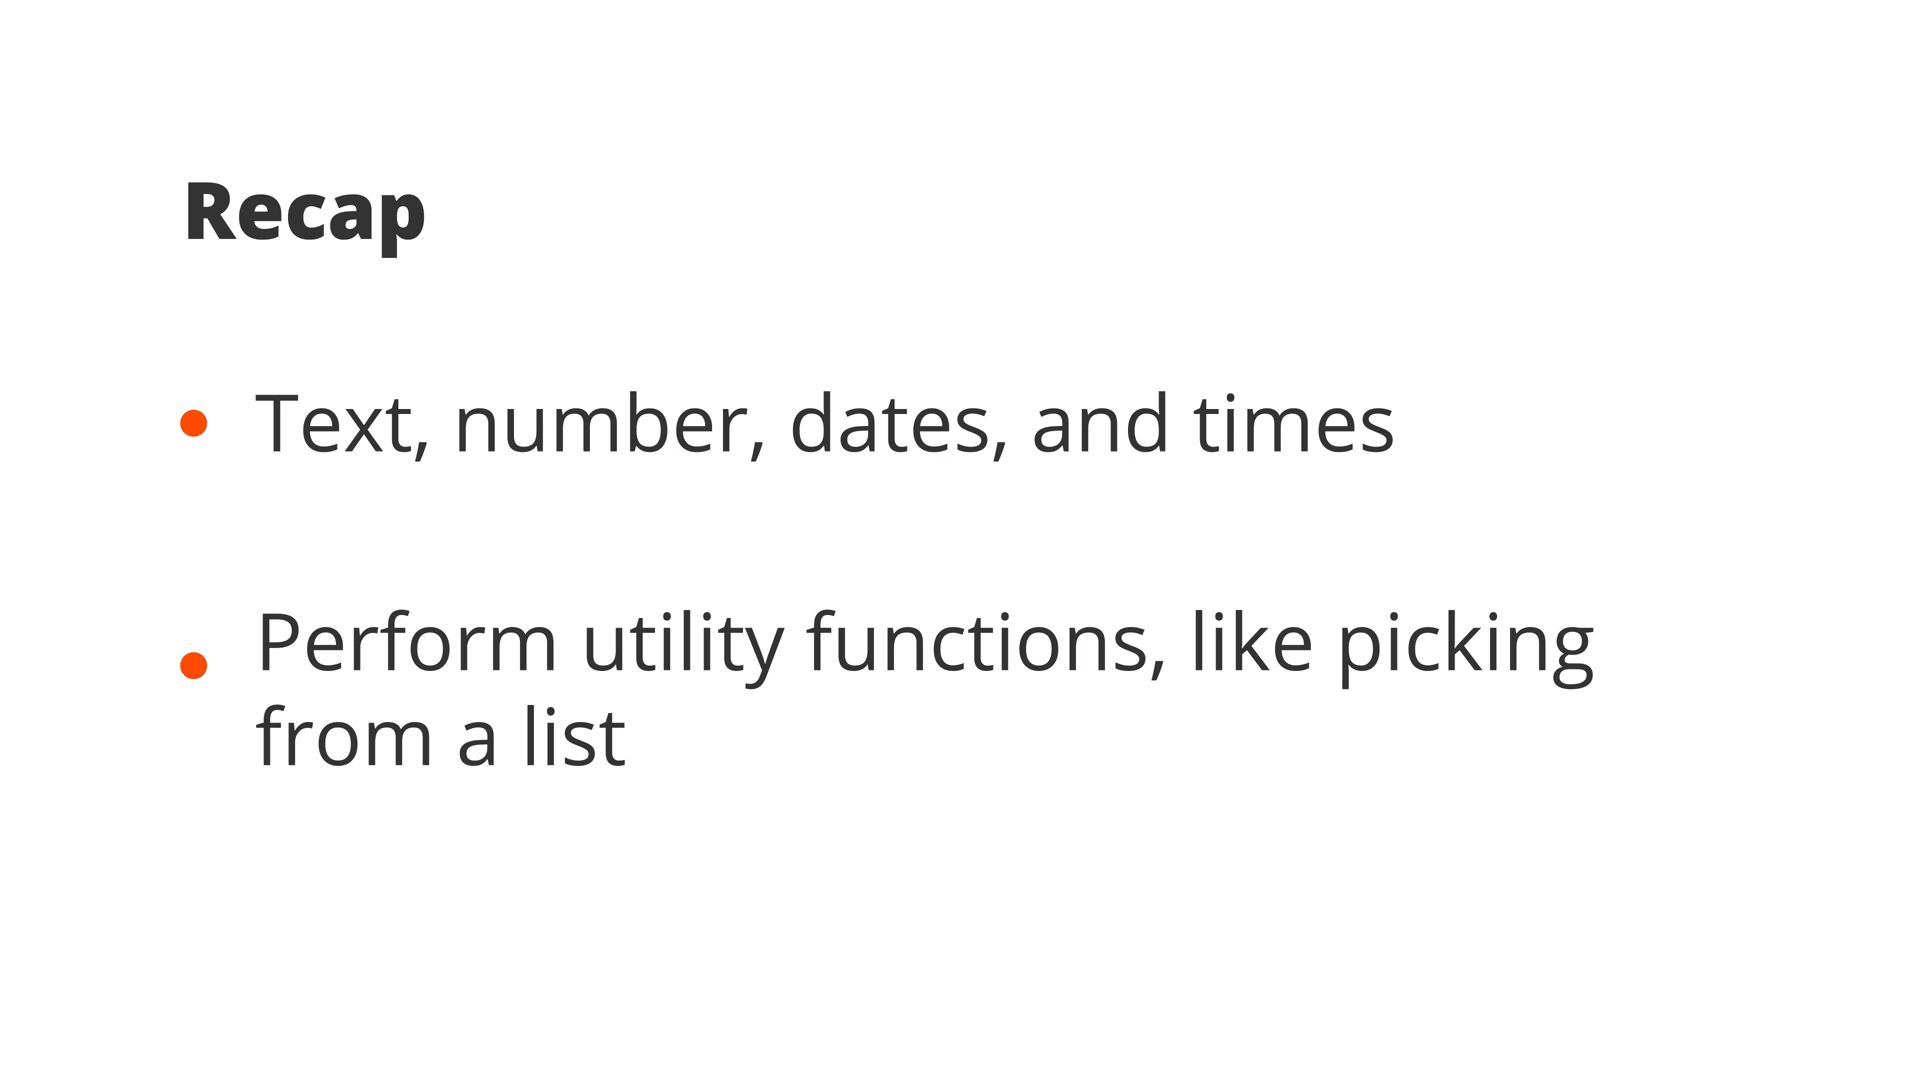 Recap
Text, number, dates, and times
Perform utility functions, like picking
from a list